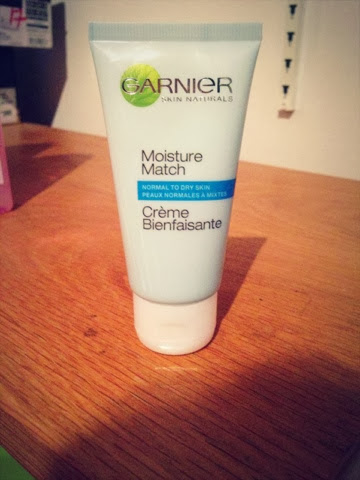 GARNIER
SKIN NATURALS
Moisture
Match
NORMAL TO DRY SKIN
PEAUX NORMALES À MIXTES
Crème
Bienfaisante